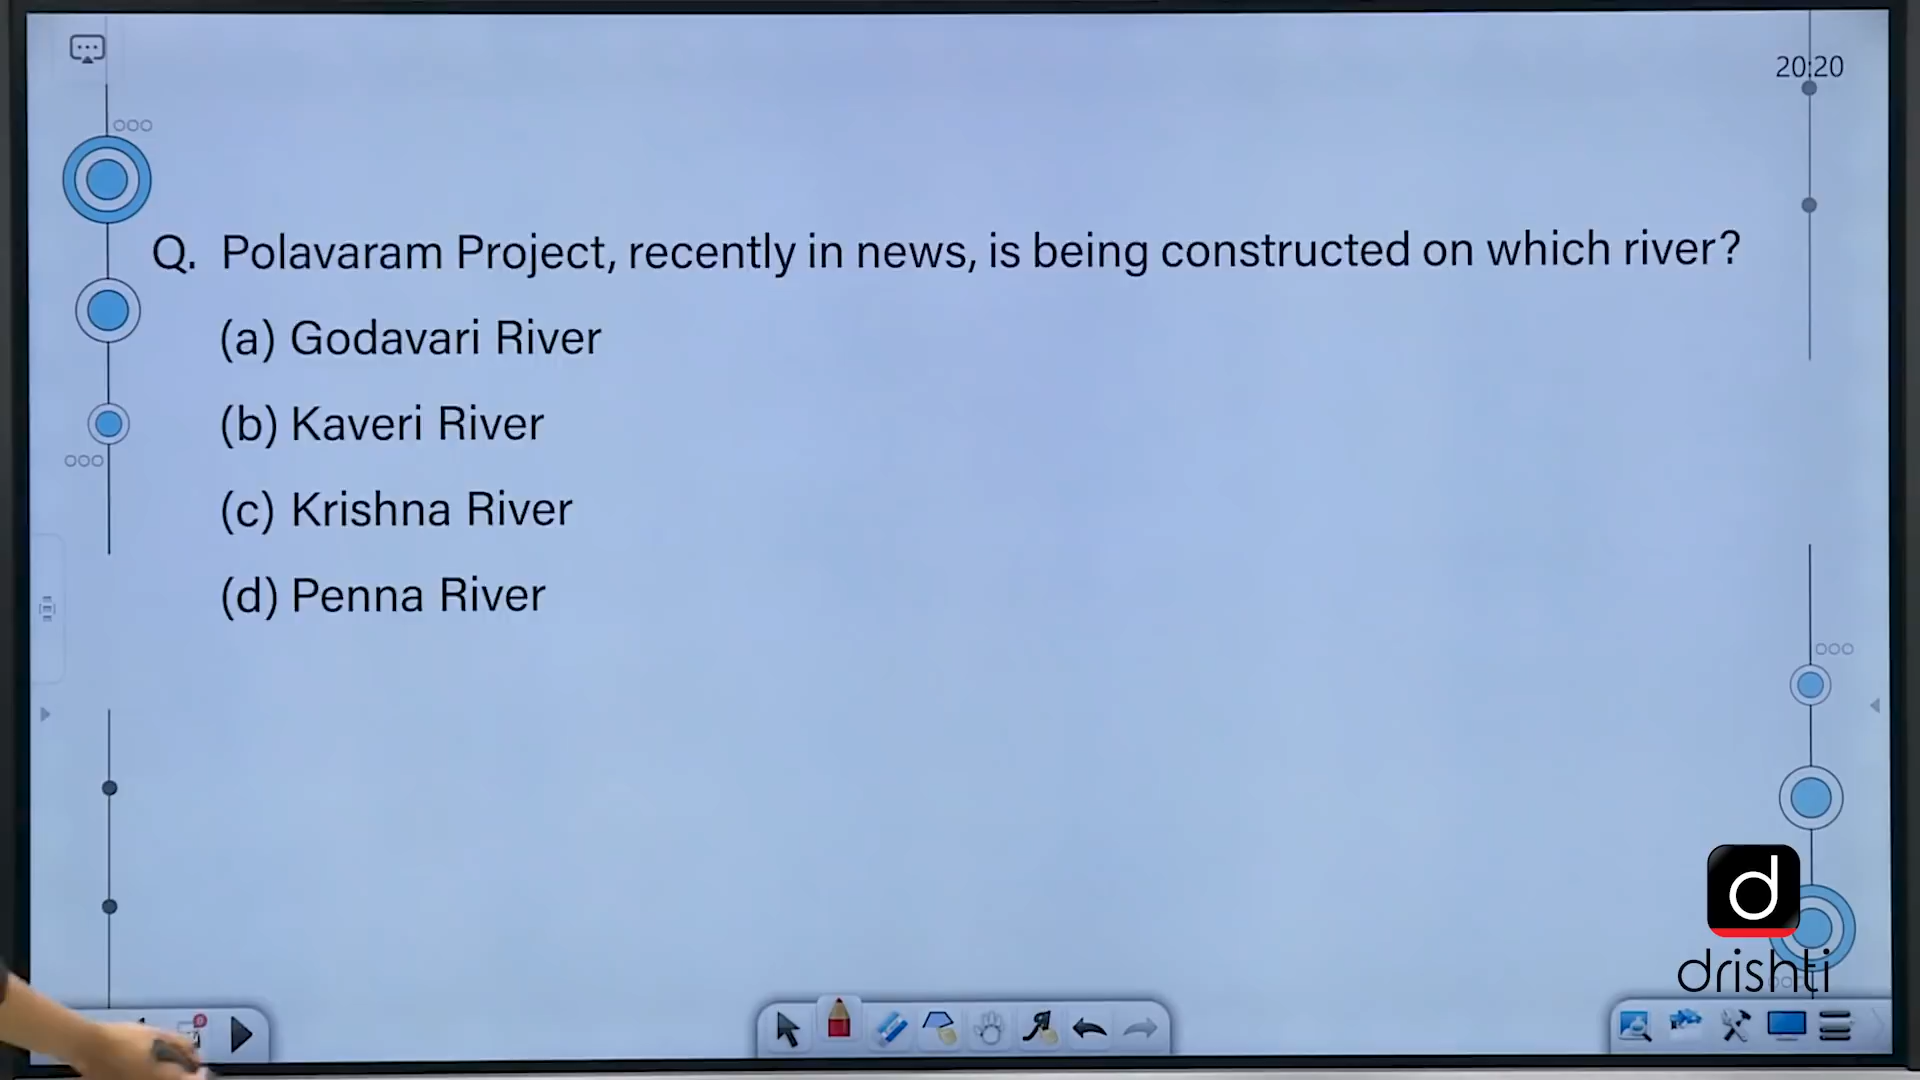 20:20
Q. Polavaram Project, recently in news, is being constructed on which river?
(a) Godavari River
(b) Kaveri River
(c) Krishna River
(d) Penna River
d
drishti